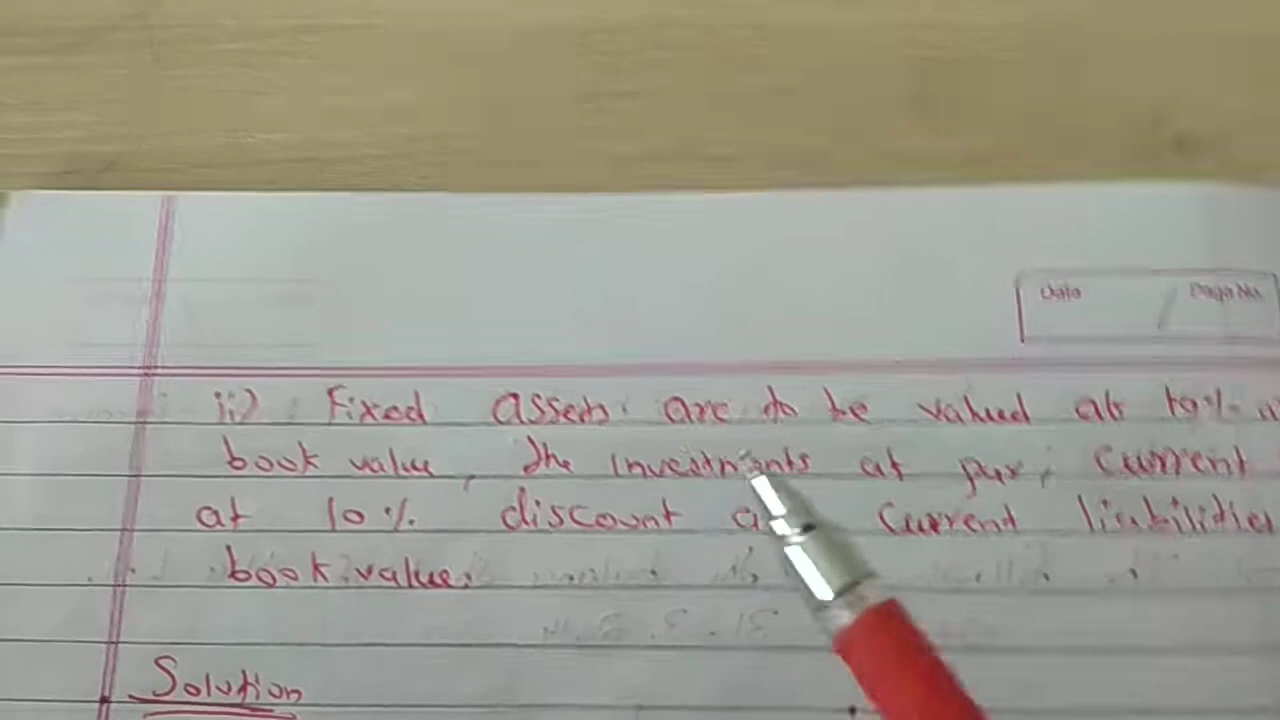 Date Page No.
ii) Fixed assets are to be valued at
book value, the investments at par, Current
at 10% discount Current liabilities
book value.
Solution